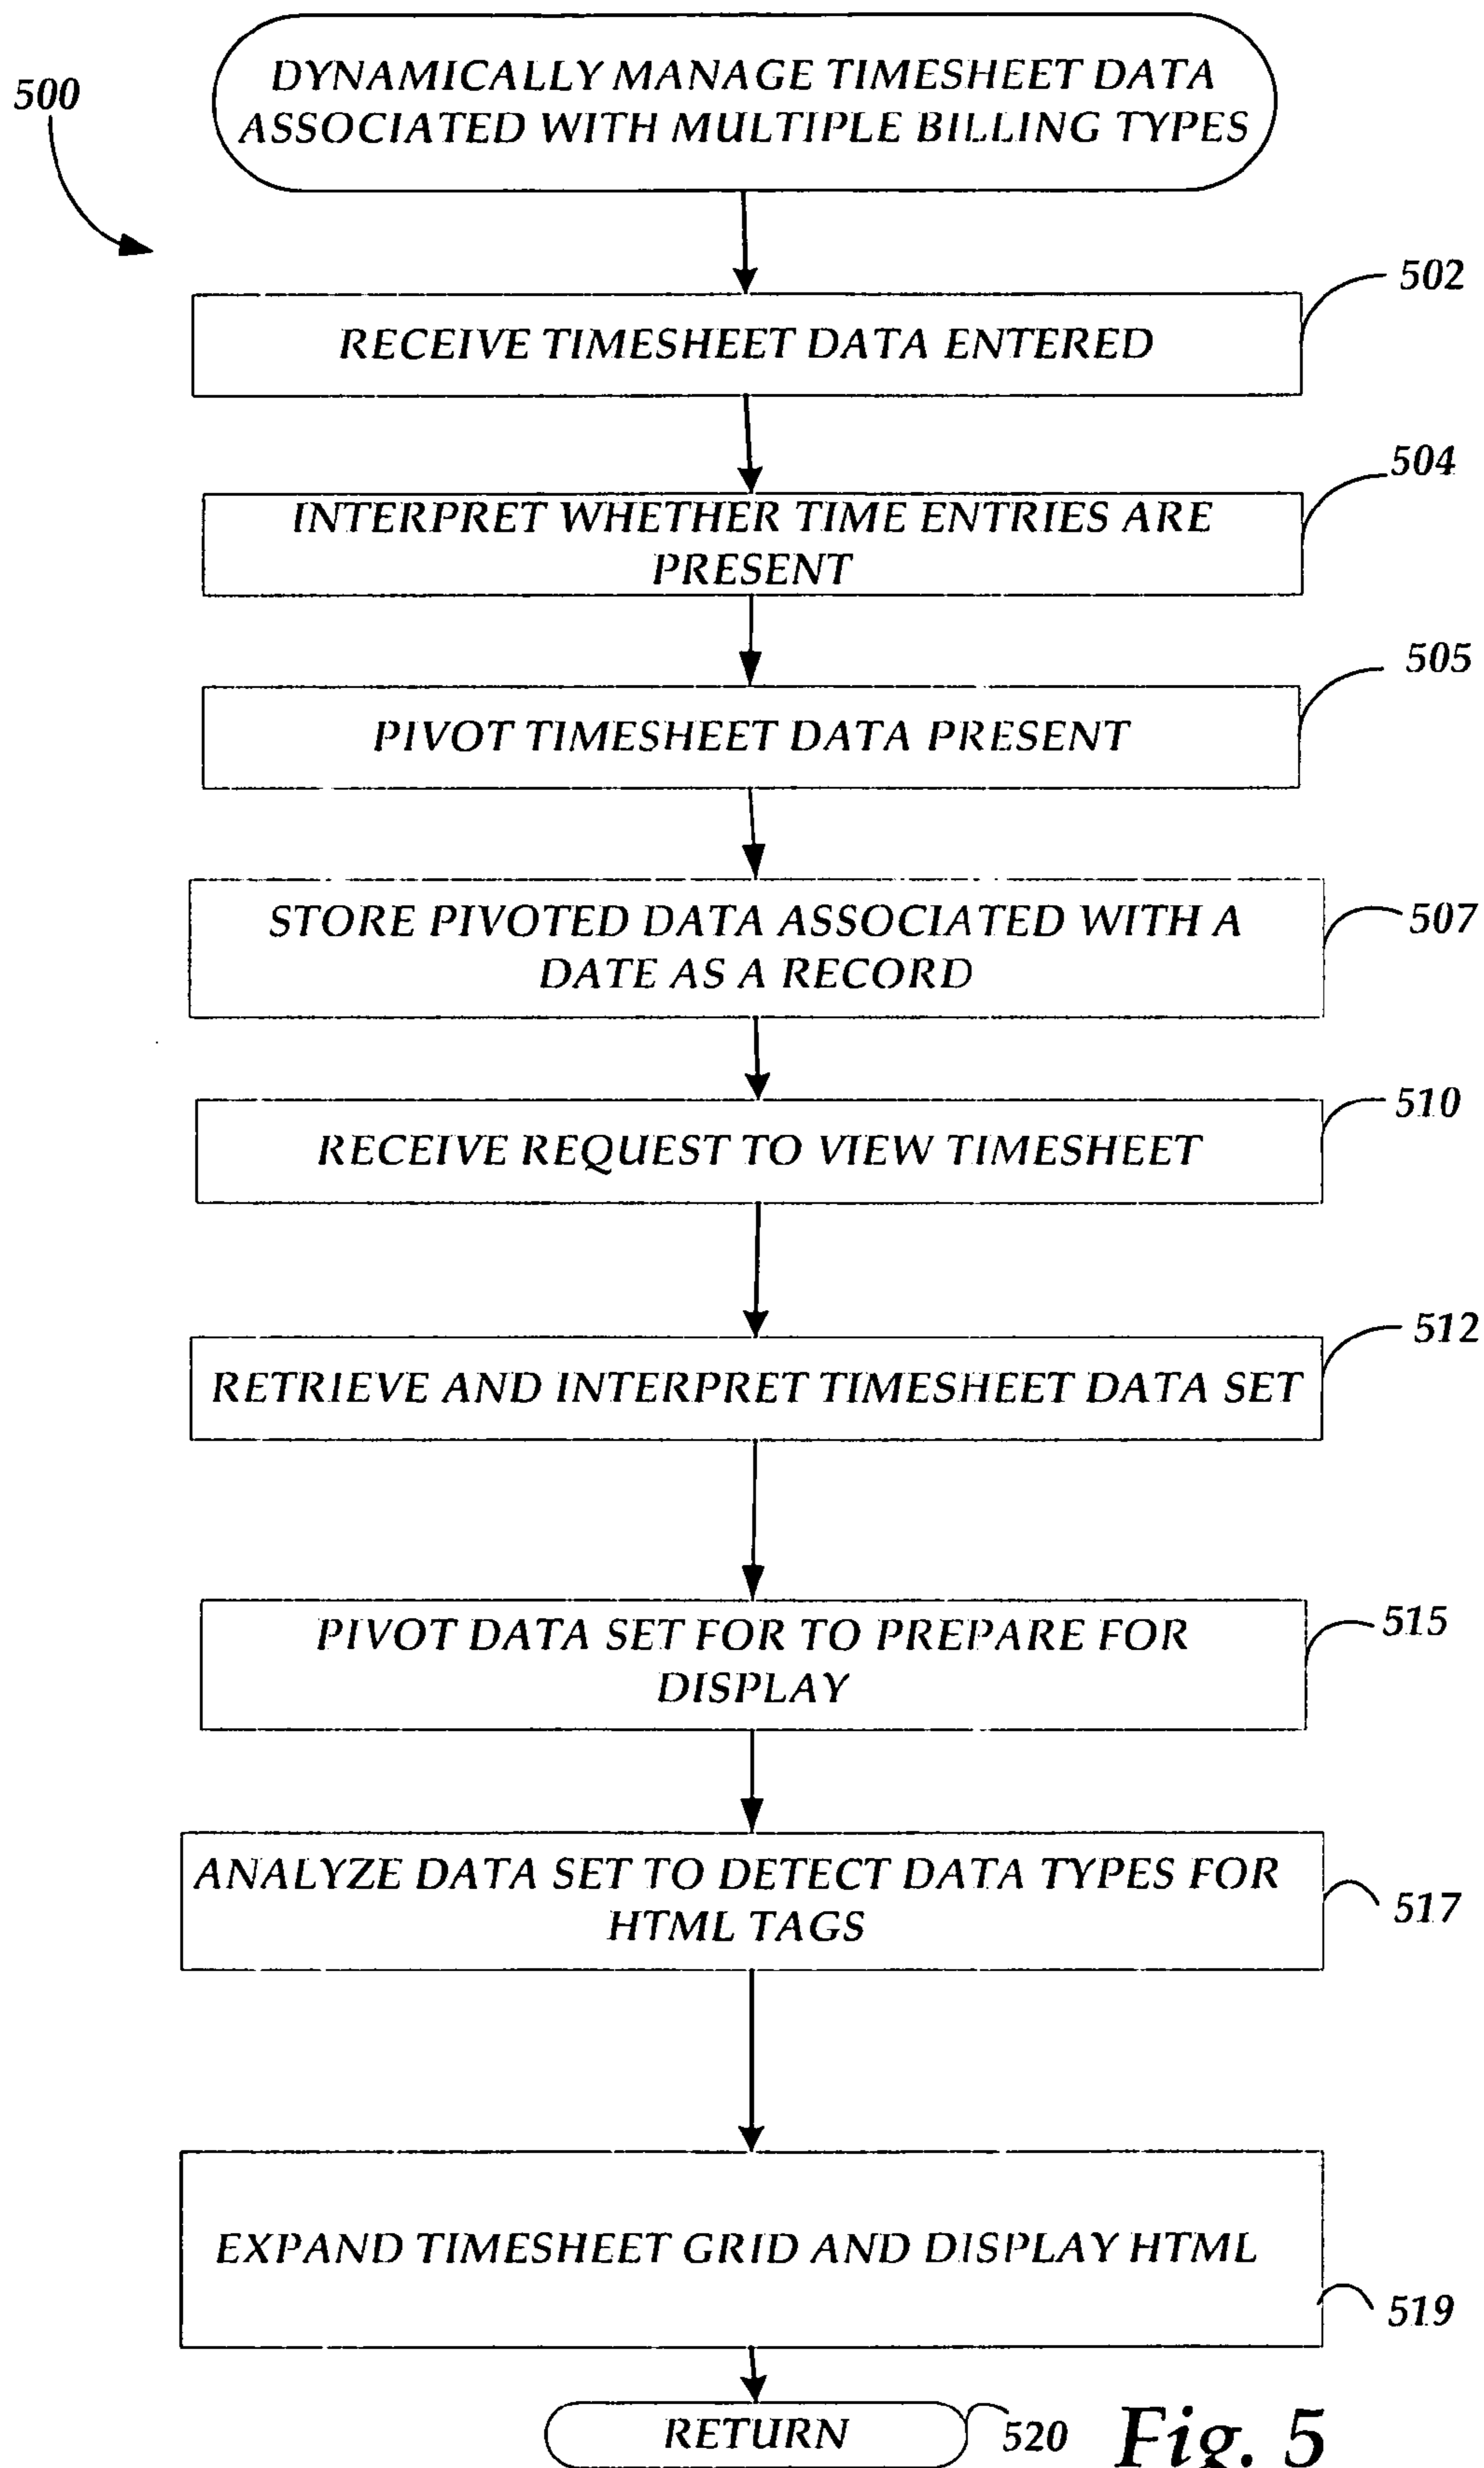 500
DYNAMICALLY MANAGE TIMESHEET DATA
ASSOCIATED WITH MULTIPLE BILLING TYPES
502
RECEIVE TIMESHEET DATA ENTERED
504
INTERPRET WHETHER TIME ENTRIES ARE
PRESENT
505
PIVOT TIMESHEET DATA PRESENT
507
STORE PIVOTED DATA ASSOCIATED WITH A
DATE AS A RECORD
510
RECEIVE REQUEST TO VIEW TIMESHEET
512
RETRIEVE AND INTERPRET TIMESHEET DATA SET
515
PIVOT DATA SET FOR TO PREPARE FOR
DISPLAY
517
ANALYZE DATA SET TO DETECT DATA TYPES FOR
HTML TAGS
EXPAND TIMESHEET GRID AND DISPLAY HTML
519
RETURN
520
Fig. 5